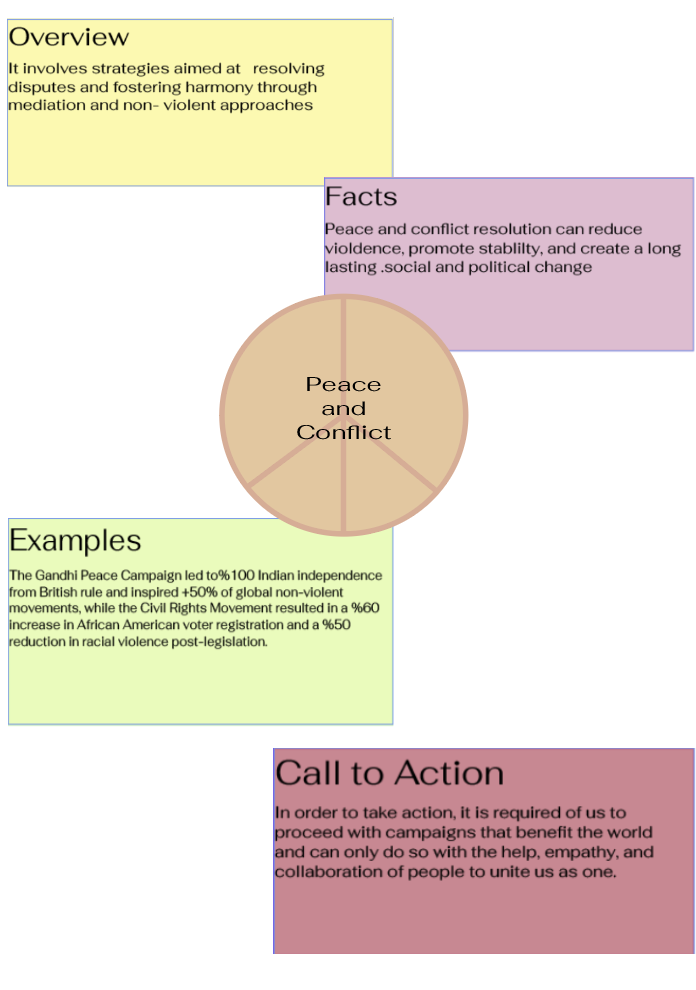 Overview
It involves strategies aimed at   resolving
disputes and fostering harmony through
mediation and non- violent approaches
Facts
Peace and conflict resolution can reduce
violdence, promote stablilty, and create a long
lasting .social and political change
Peace
and
Conflict
Examples
The Gandhi Peace Campaign led to%100 Indian independence
from British rule and inspired +50% of global non-violent
movements, while the Civil Rights Movement resulted in a %60
increase in African American voter registration and a %50
reduction in racial violence post-legislation.
Call to Action
In order to take action, it is required of us to
proceed with campaigns that benefit the world
and can only do so with the help, empathy, and
collaboration of people to unite us as one.